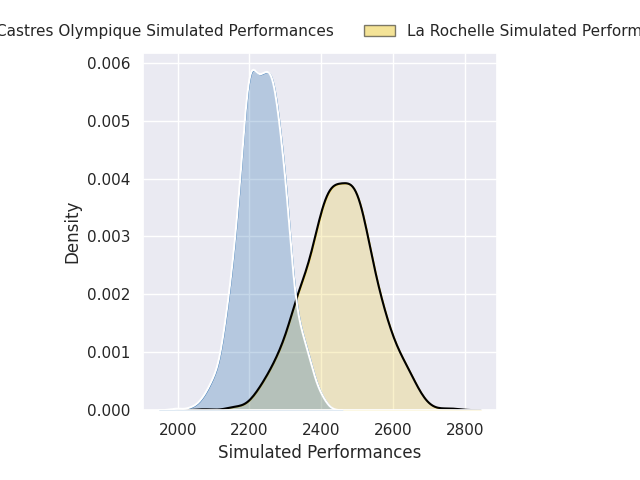 Castres Olympique Simulated Performances
La Rochelle Simulated Perform
0.006
0.005
0.004
0.003
0.002
0.001
0.000
Density
2000 2200 2400 2600 2800
Simulated Performances